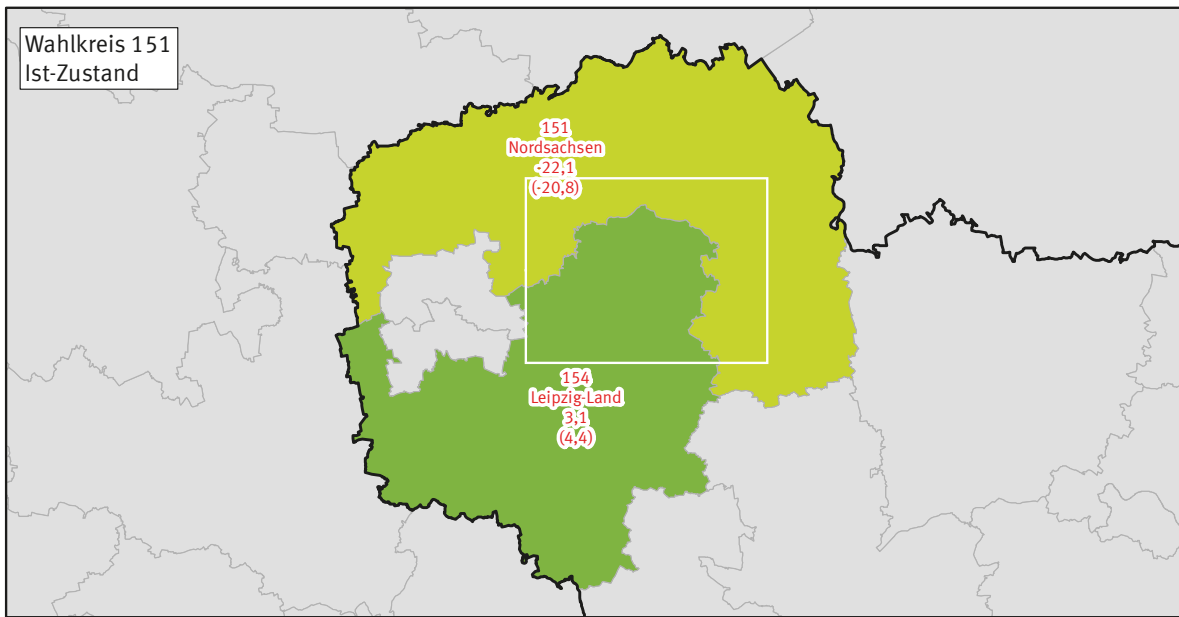 Wahlkreis 151
Ist-Zustand
151
Nordsachsen
-22,1
(-20,8)
154
Leipzig-Land
3,1
(4,4)